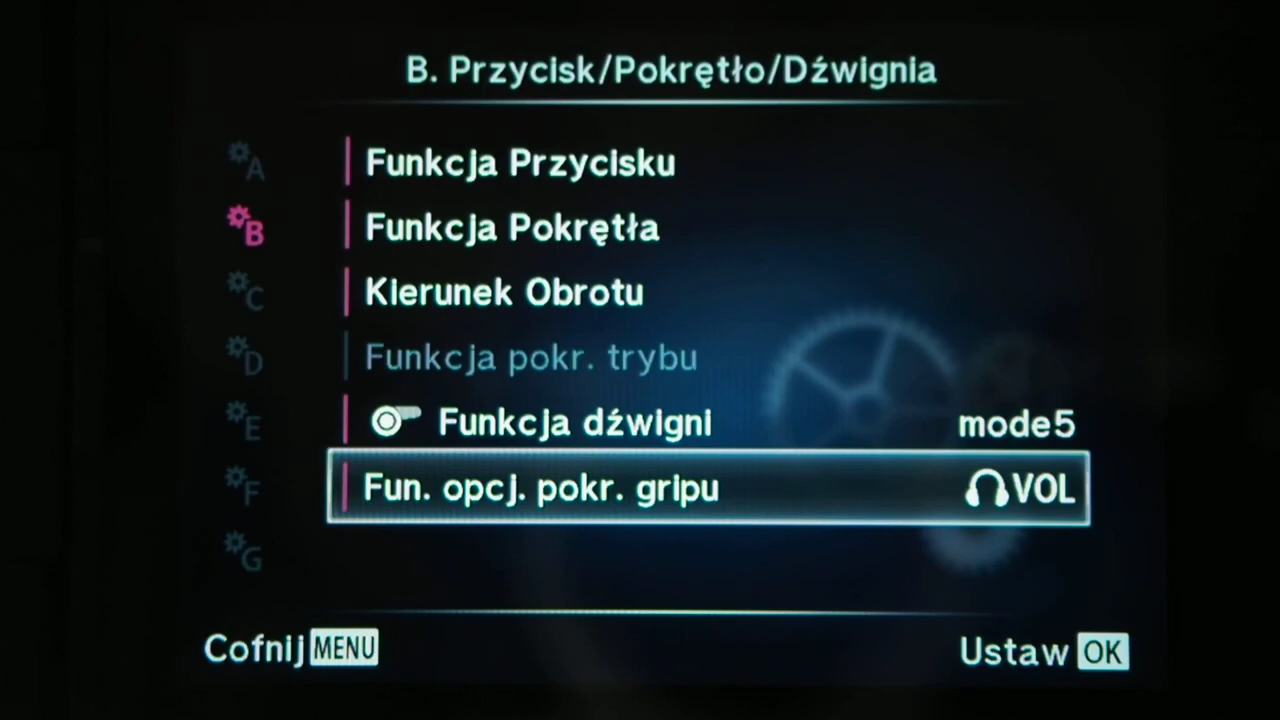 B. Przycisk/Pokrętło/Dźwignia
A
Funkcja Przycisku
B
Funkcja Pokrętła
C
Kierunek Obrotu
D
Funkcja pokr. trybu
E
Funkcja dźwigni mode5
F
Fun. opcj. pokr. gripu VOL
G
Cofnij MENU Ustaw OK